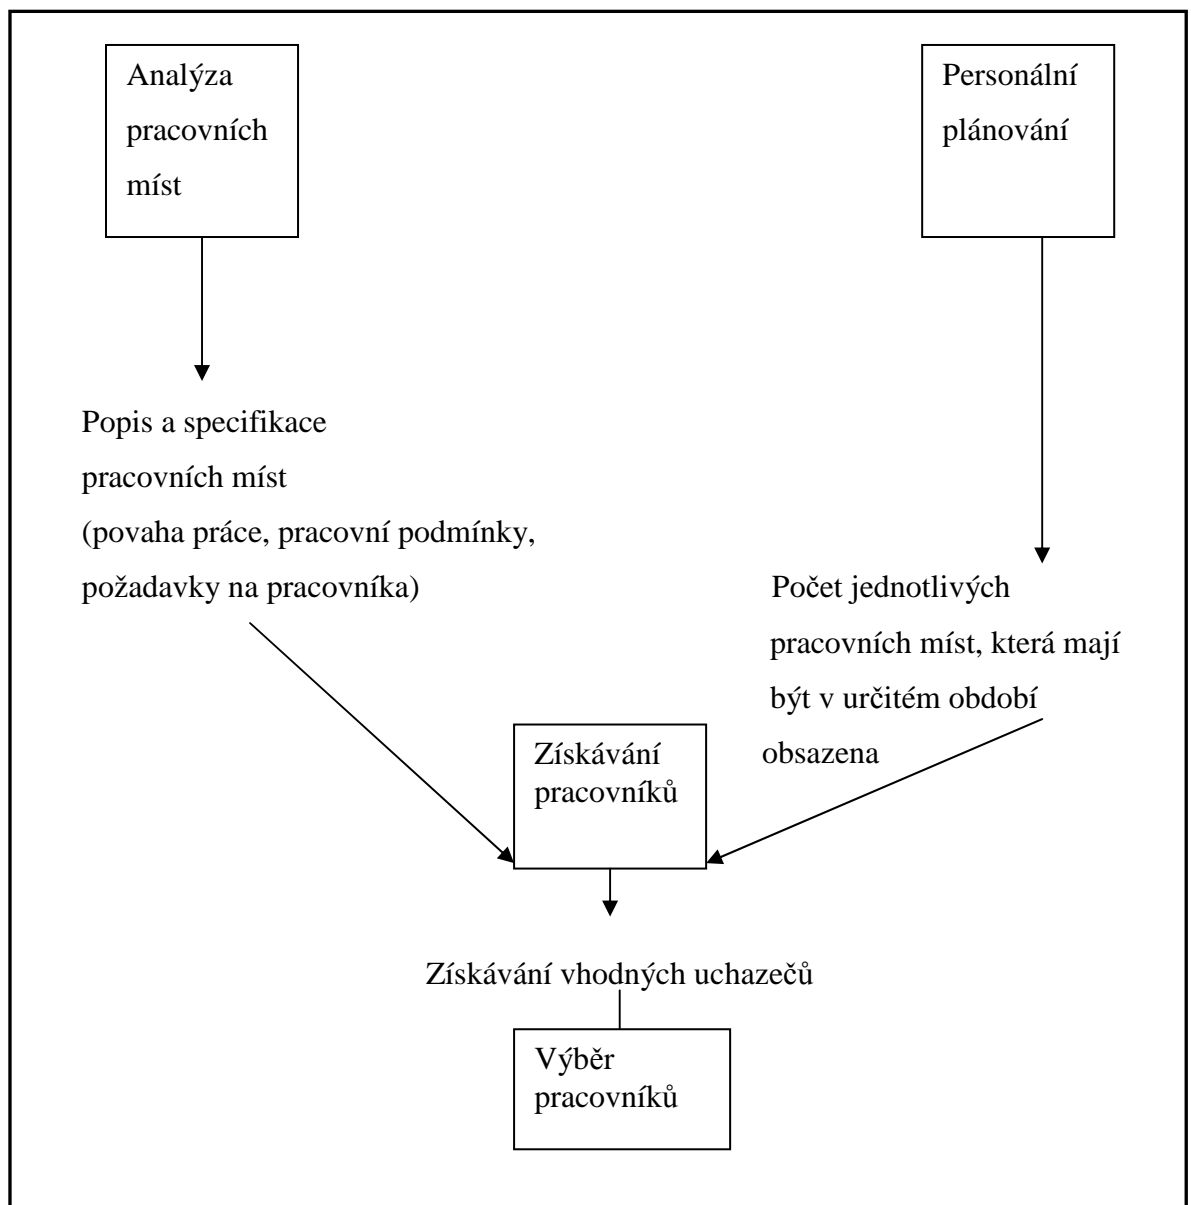 Analýza
pracovních
míst
Personální
plánování
Popis a specifikace
pracovních míst
(povaha práce, pracovní podmínky,
požadavky na pracovníka)
Počet jednotlivých
pracovních míst, která mají
být v určitém období
obsazena
Získávání
pracovníků
Získávání vhodných uchazečů
Výběr
pracovníků